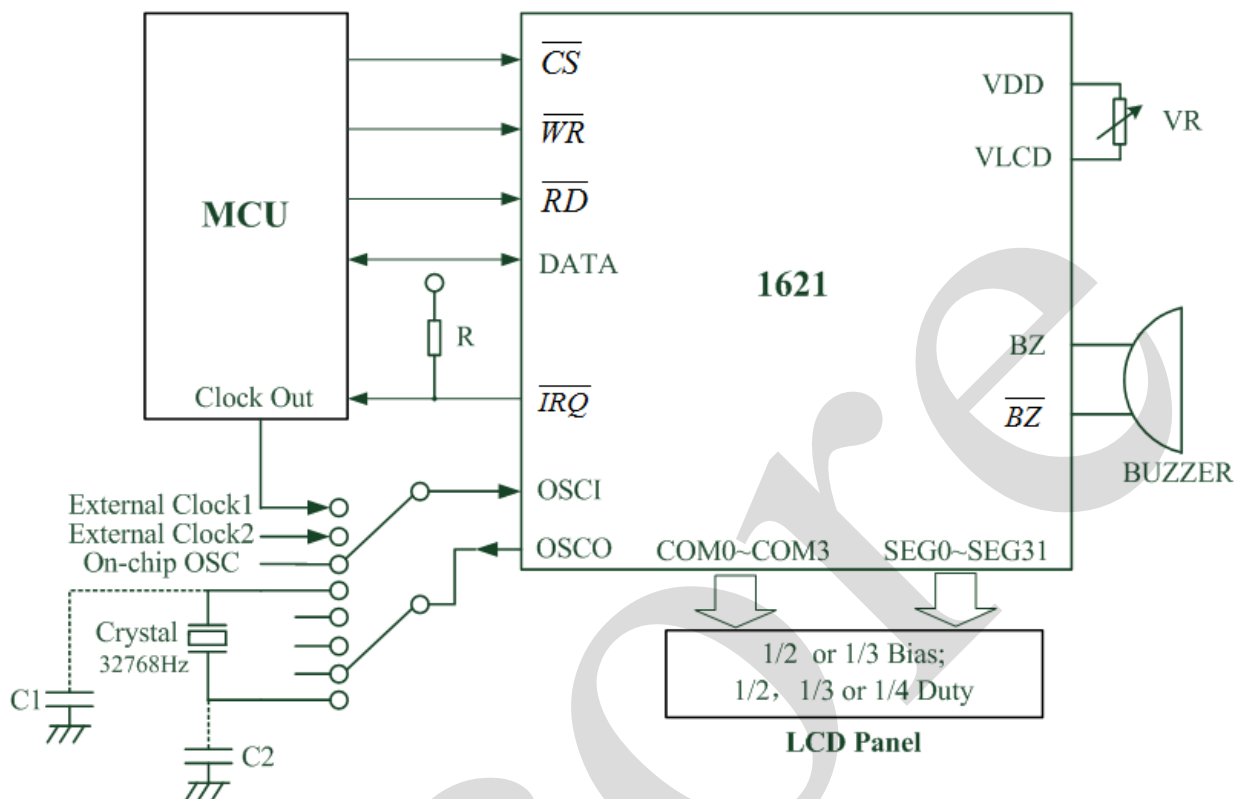 MCU
Clock Out
CS
WR
RD
DATA
R
IRQ
OSCI
OSCO
1621
VDD
VLCD
VR
BZ
BZ
BUZZER
COM0~COM3
SEG0~SEG31
External Clock1
External Clock2
On-chip OSC
Crystal
32768Hz
C1
C2
1/2 or 1/3 Bias;
1/2, 1/3 or 1/4 Duty
LCD Panel
ore